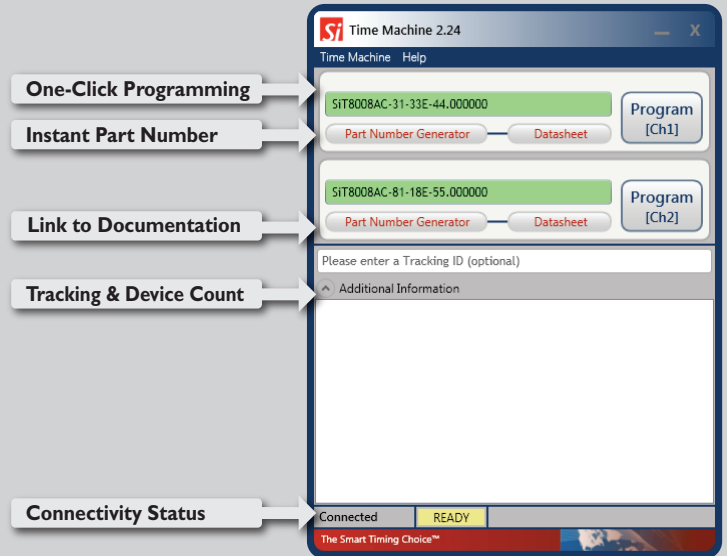 Si Time Machine 2.24
Time Machine Help
One-Click Programming
SiT8008AC-31-33E-44.000000
Program
[Ch1]
Instant Part Number
Part Number Generator
Datasheet
SiT8008AC-81-18E-55.000000
Program
[Ch2]
Link to Documentation
Part Number Generator
Datasheet
Please enter a Tracking ID (optional)
Tracking & Device Count
Additional Information
Connectivity Status
Connected
READY
The Smart Timing Choice™